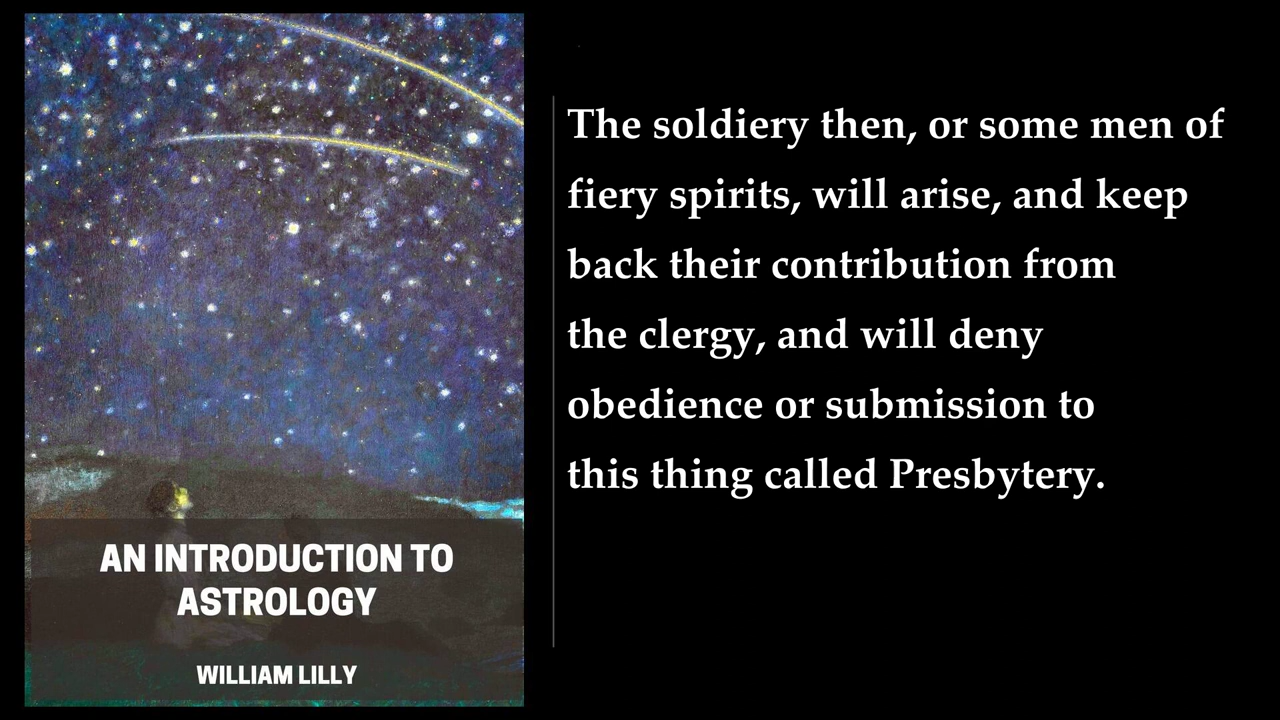 AN INTRODUCTION TO
ASTROLOGY
WILLIAM LILLY
The soldiery then, or some men of
fiery spirits, will arise, and keep
back their contribution from
the clergy, and will deny
obedience or submission to
this thing called Presbytery.